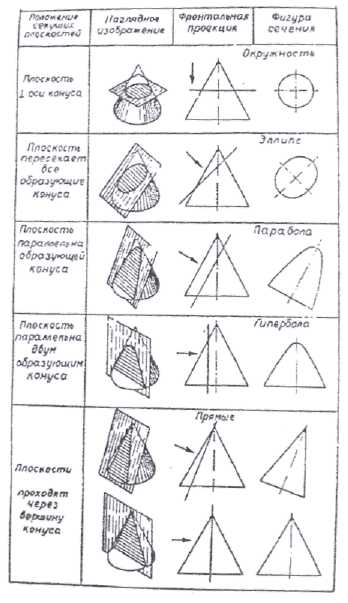 Положение
секущих
плоскостей
Наглядное
изображение
Фронтальная
проекция
Фигура
сечения
Окружность
Плоскость
⊥ оси конуса
Эллипс
Плоскость
пересекает
все
образующие
конуса
Парабола
Плоскость
параллельна
образующей
конуса
Гипербола
Плоскость
параллельна
двум
образующим
конуса
Прямые
Плоскости
проходят
через
вершину
конуса